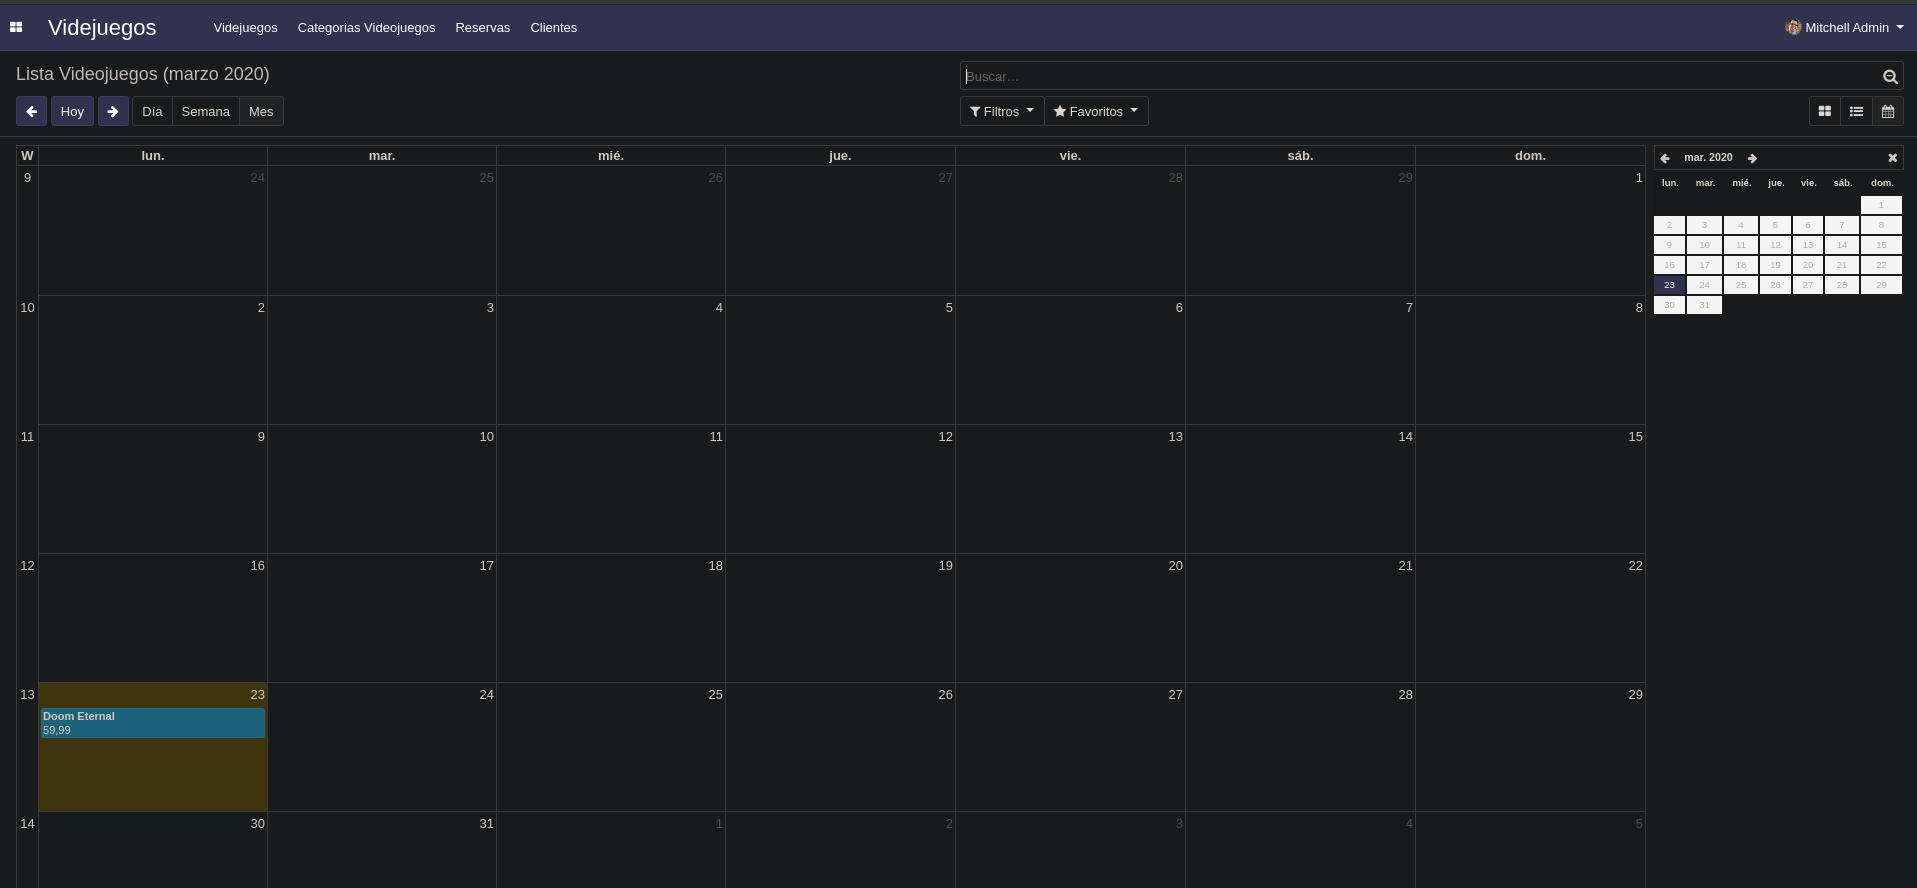 Videjuegos Videjuegos Categorias Videojuegos Reservas Clientes Mitchell Admin
Lista Videojuegos (marzo 2020) Buscar...
Hoy Día Semana Mes Filtros Favoritos
W lun. mar. mié. jue. vie. sáb. dom.
9 24 25 26 27 28 29 1
10 2 3 4 5 6 7 8
11 9 10 11 12 13 14 15
12 16 17 18 19 20 21 22
13 23 24 25 26 27 28 29
Doom Eternal
59,99
14 30 31 1 2 3 4 5
mar. 2020
lun. mar. mié. jue. vie. sáb. dom.
1
2 3 4 5 6 7 8
9 10 11 12 13 14 15
16 17 18 19 20 21 22
23 24 25 26 27 28 29
30 31